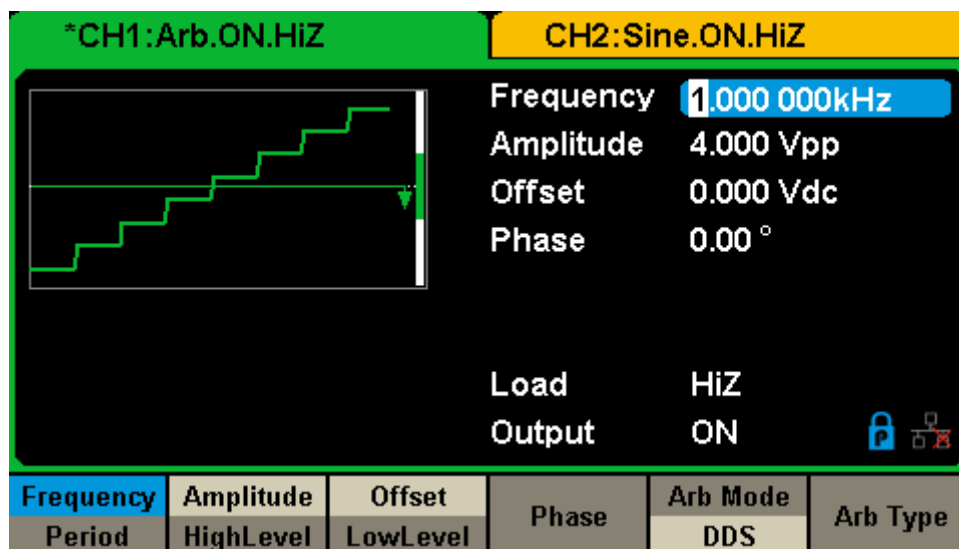 *CH1:Arb.ON.HiZ CH2:Sine.ON.HiZ
Frequency 1.000 000kHz
Amplitude 4.000 Vpp
Offset 0.000 Vdc
Phase 0.00 °
Load HiZ
Output ON
Frequency Amplitude Offset Phase Arb Mode Arb Type
Period HighLevel LowLevel DDS